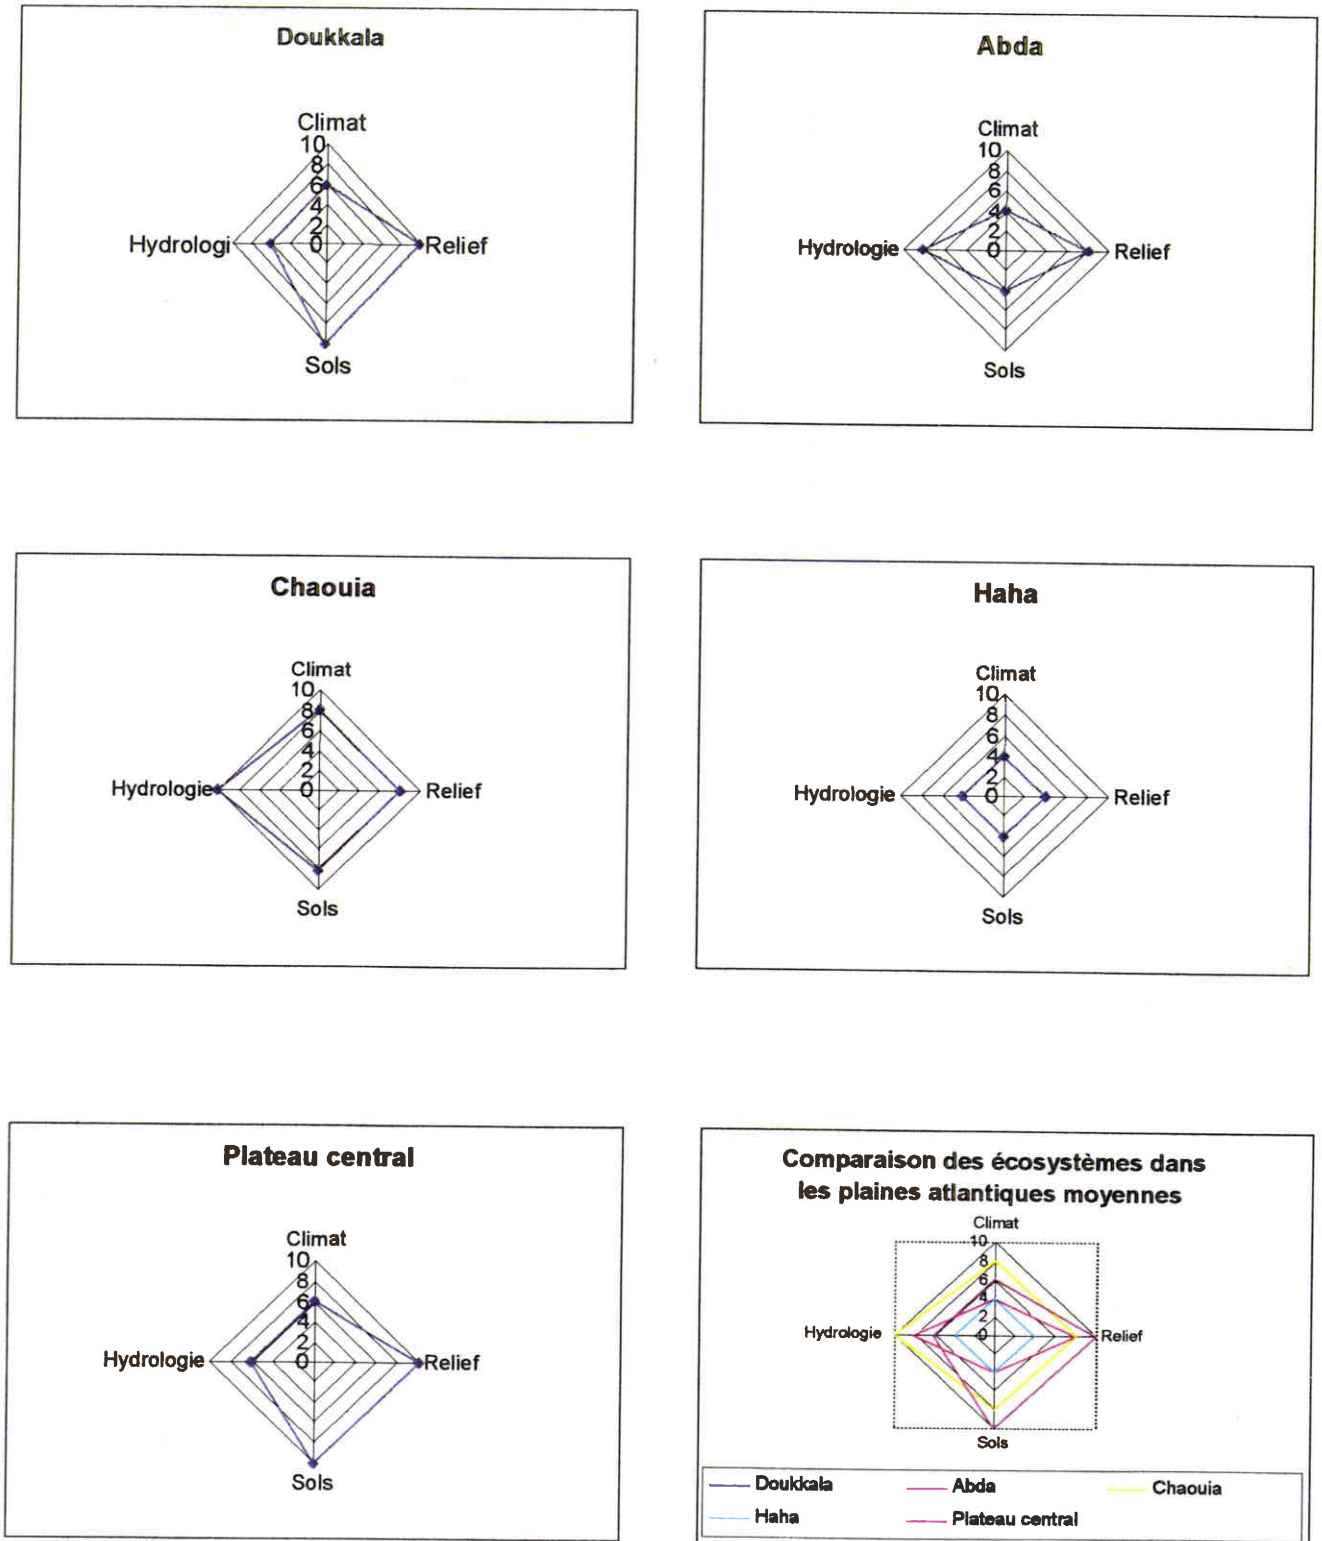 Doukkala
Climat
10
8
6
4
2
0
Hydrologi
Relief
Sols
Abda
Climat
10
8
6
4
2
0
Hydrologie
Relief
Sols
Chaouia
Climat
10
8
6
4
2
0
Hydrologie
Relief
Sols
Haha
Climat
10
8
6
4
2
0
Hydrologie
Relief
Sols
Plateau central
Climat
10
8
6
4
2
0
Hydrologie
Relief
Sols
Comparaison des écosystèmes dans
les plaines atlantiques moyennes
Climat
10
8
6
4
2
0
Hydrologie
Relief
Sols
Doukkala Abda Chaouia
Haha Plateau central